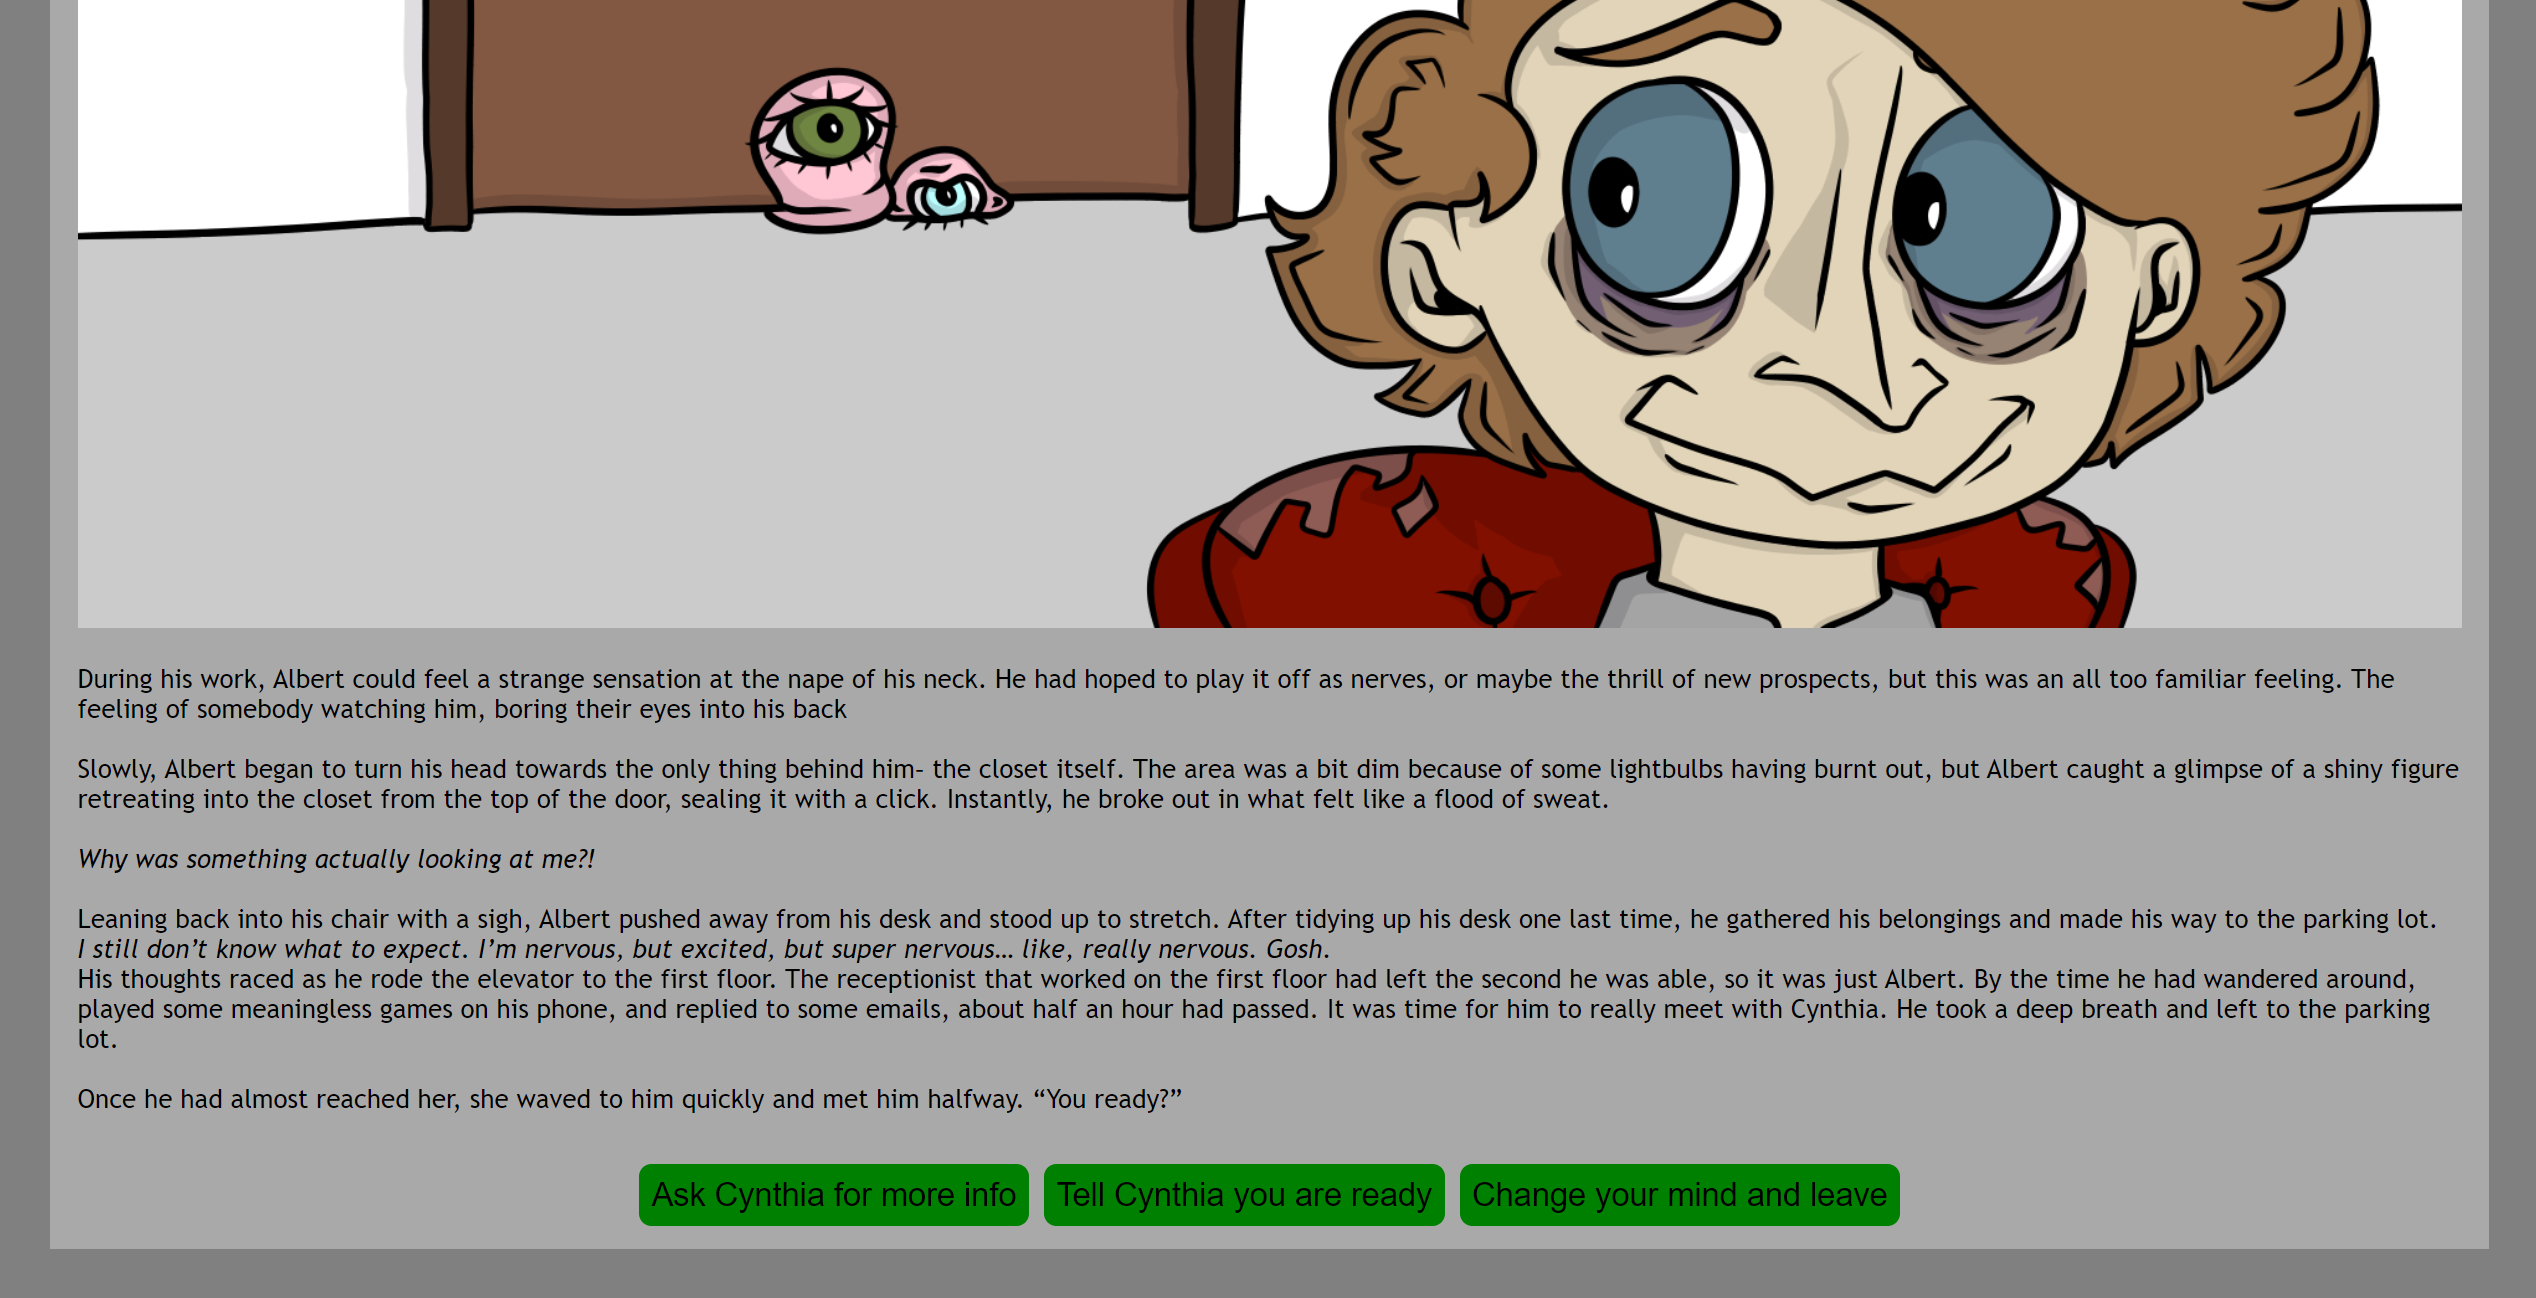 During his work, Albert could feel a strange sensation at the nape of his neck. He had hoped to play it off as nerves, or maybe the thrill of new prospects, but this was an all too familiar feeling. The
feeling of somebody watching him, boring their eyes into his back
Slowly, Albert began to turn his head towards the only thing behind him- the closet itself. The area was a bit dim because of some lightbulbs having burnt out, but Albert caught a glimpse of a shiny figure
retreating into the closet from the top of the door, sealing it with a click. Instantly, he broke out in what felt like a flood of sweat.
Why was something actually looking at me?!
Leaning back into his chair with a sigh, Albert pushed away from his desk and stood up to stretch. After tidying up his desk one last time, he gathered his belongings and made his way to the parking lot.
I still don’t know what to expect. I’m nervous, but excited, but super nervous… like, really nervous. Gosh.
His thoughts raced as he rode the elevator to the first floor. The receptionist that worked on the first floor had left the second he was able, so it was just Albert. By the time he had wandered around,
played some meaningless games on his phone, and replied to some emails, about half an hour had passed. It was time for him to really meet with Cynthia. He took a deep breath and left to the parking
lot.
Once he had almost reached her, she waved to him quickly and met him halfway. “You ready?”
Ask Cynthia for more info
Tell Cynthia you are ready
Change your mind and leave